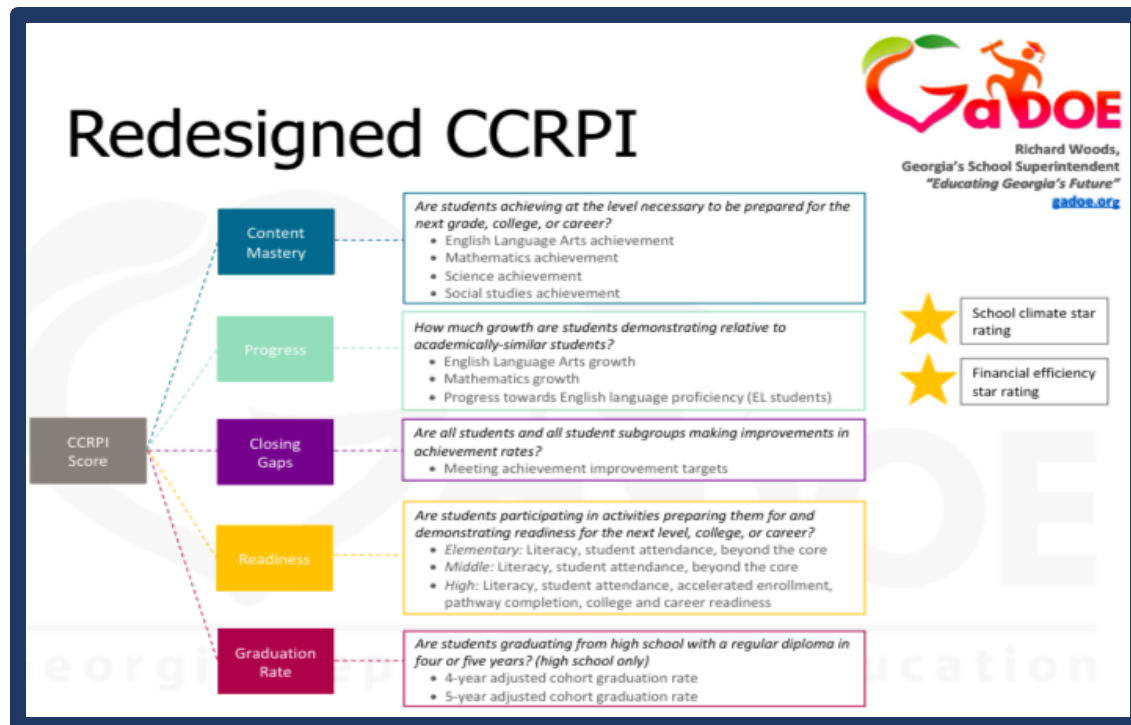 Redesigned CCRPI
GaDOE
Richard Woods,
Georgia's School Superintendent
"Educating Georgia's Future"
gadoe.org
CCRPI
Score
Content
Mastery
Are students achieving at the level necessary to be prepared for the
next grade, college, or career?
• English Language Arts achievement
• Mathematics achievement
• Science achievement
• Social studies achievement
Progress
How much growth are students demonstrating relative to
academically-similar students?
• English Language Arts growth
• Mathematics growth
• Progress towards English language proficiency (EL students)
Closing
Gaps
Are all students and all student subgroups making improvements in
achievement rates?
• Meeting achievement improvement targets
Readiness
Are students participating in activities preparing them for and
demonstrating readiness for the next level, college, or career?
• Elementary: Literacy, student attendance, beyond the core
• Middle: Literacy, student attendance, beyond the core
• High: Literacy, student attendance, accelerated enrollment,
pathway completion, college and career readiness
Graduation
Rate
Are students graduating from high school with a regular diploma in
four or five years? (high school only)
• 4-year adjusted cohort graduation rate
• 5-year adjusted cohort graduation rate
School climate star
rating
Financial efficiency
star rating